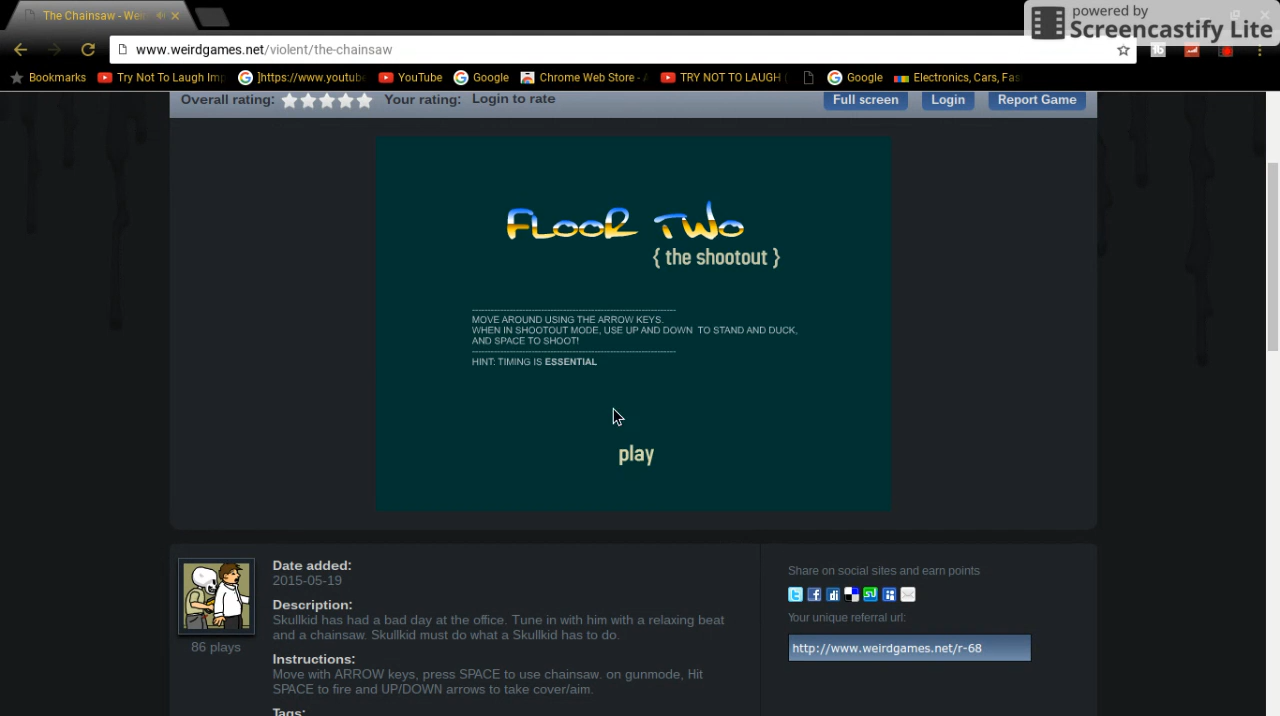 The Chainsaw - Wei
powered by
Screencastify Lite
www.weirdgames.net/violent/the-chainsaw
Bookmarks Try Not To Laugh Imp ]https://www.youtube YouTube Google Chrome Web Store - A TRY NOT TO LAUGH ( Google Electronics, Cars, Fas
Overall rating: Your rating: Login to rate Full screen Login Report Game
FLOOR TWO
{ the shootout }
MOVE AROUND USING THE ARROW KEYS.
WHEN IN SHOOTOUT MODE, USE UP AND DOWN TO STAND AND DUCK,
AND SPACE TO SHOOT!
HINT: TIMING IS ESSENTIAL
play
86 plays
Date added:
2015-05-19
Description:
Skullkid has had a bad day at the office. Tune in with him with a relaxing beat
and a chainsaw. Skullkid must do what a Skullkid has to do.
Instructions:
Move with ARROW keys, press SPACE to use chainsaw. on gunmode, Hit
SPACE to fire and UP/DOWN arrows to take cover/aim.
Tags:
Share on social sites and earn points
Your unique referral url:
http://www.weirdgames.net/r-68